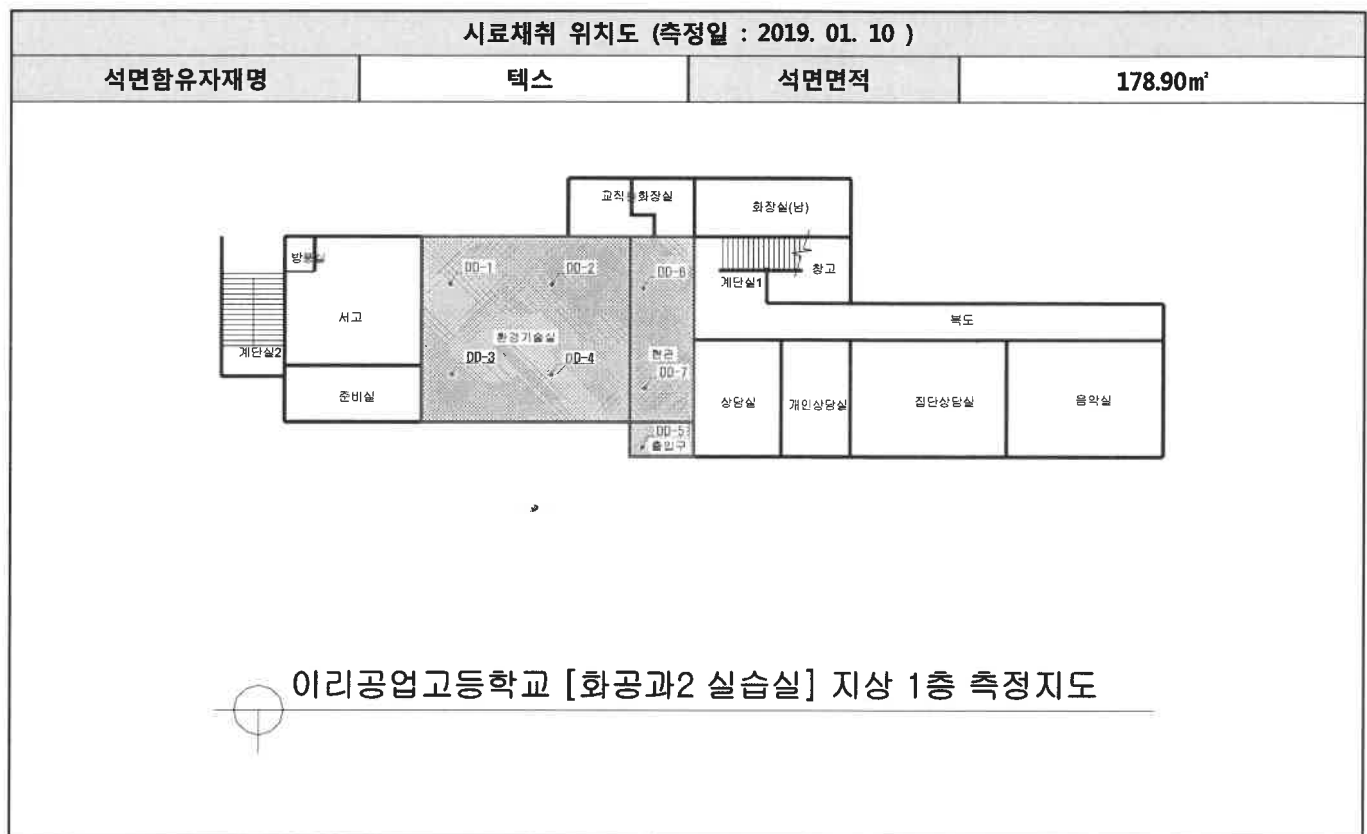 시료채취 위치도 (측정일 : 2019. 01. 10 )
석면함유자재명 텍스 석면면적 178.90㎡
교직 화장실 화장실(남)
DD-1 DD-2 DD-6 계단실1 창고
서고 환경기술실 복도
계단실2 DD-3 DD-4 현관
DD-7
준비실 상담실 개인상담실 집단상담실 음악실
DD-5
출입구
이리공업고등학교 [화공과2 실습실] 지상 1층 측정지도